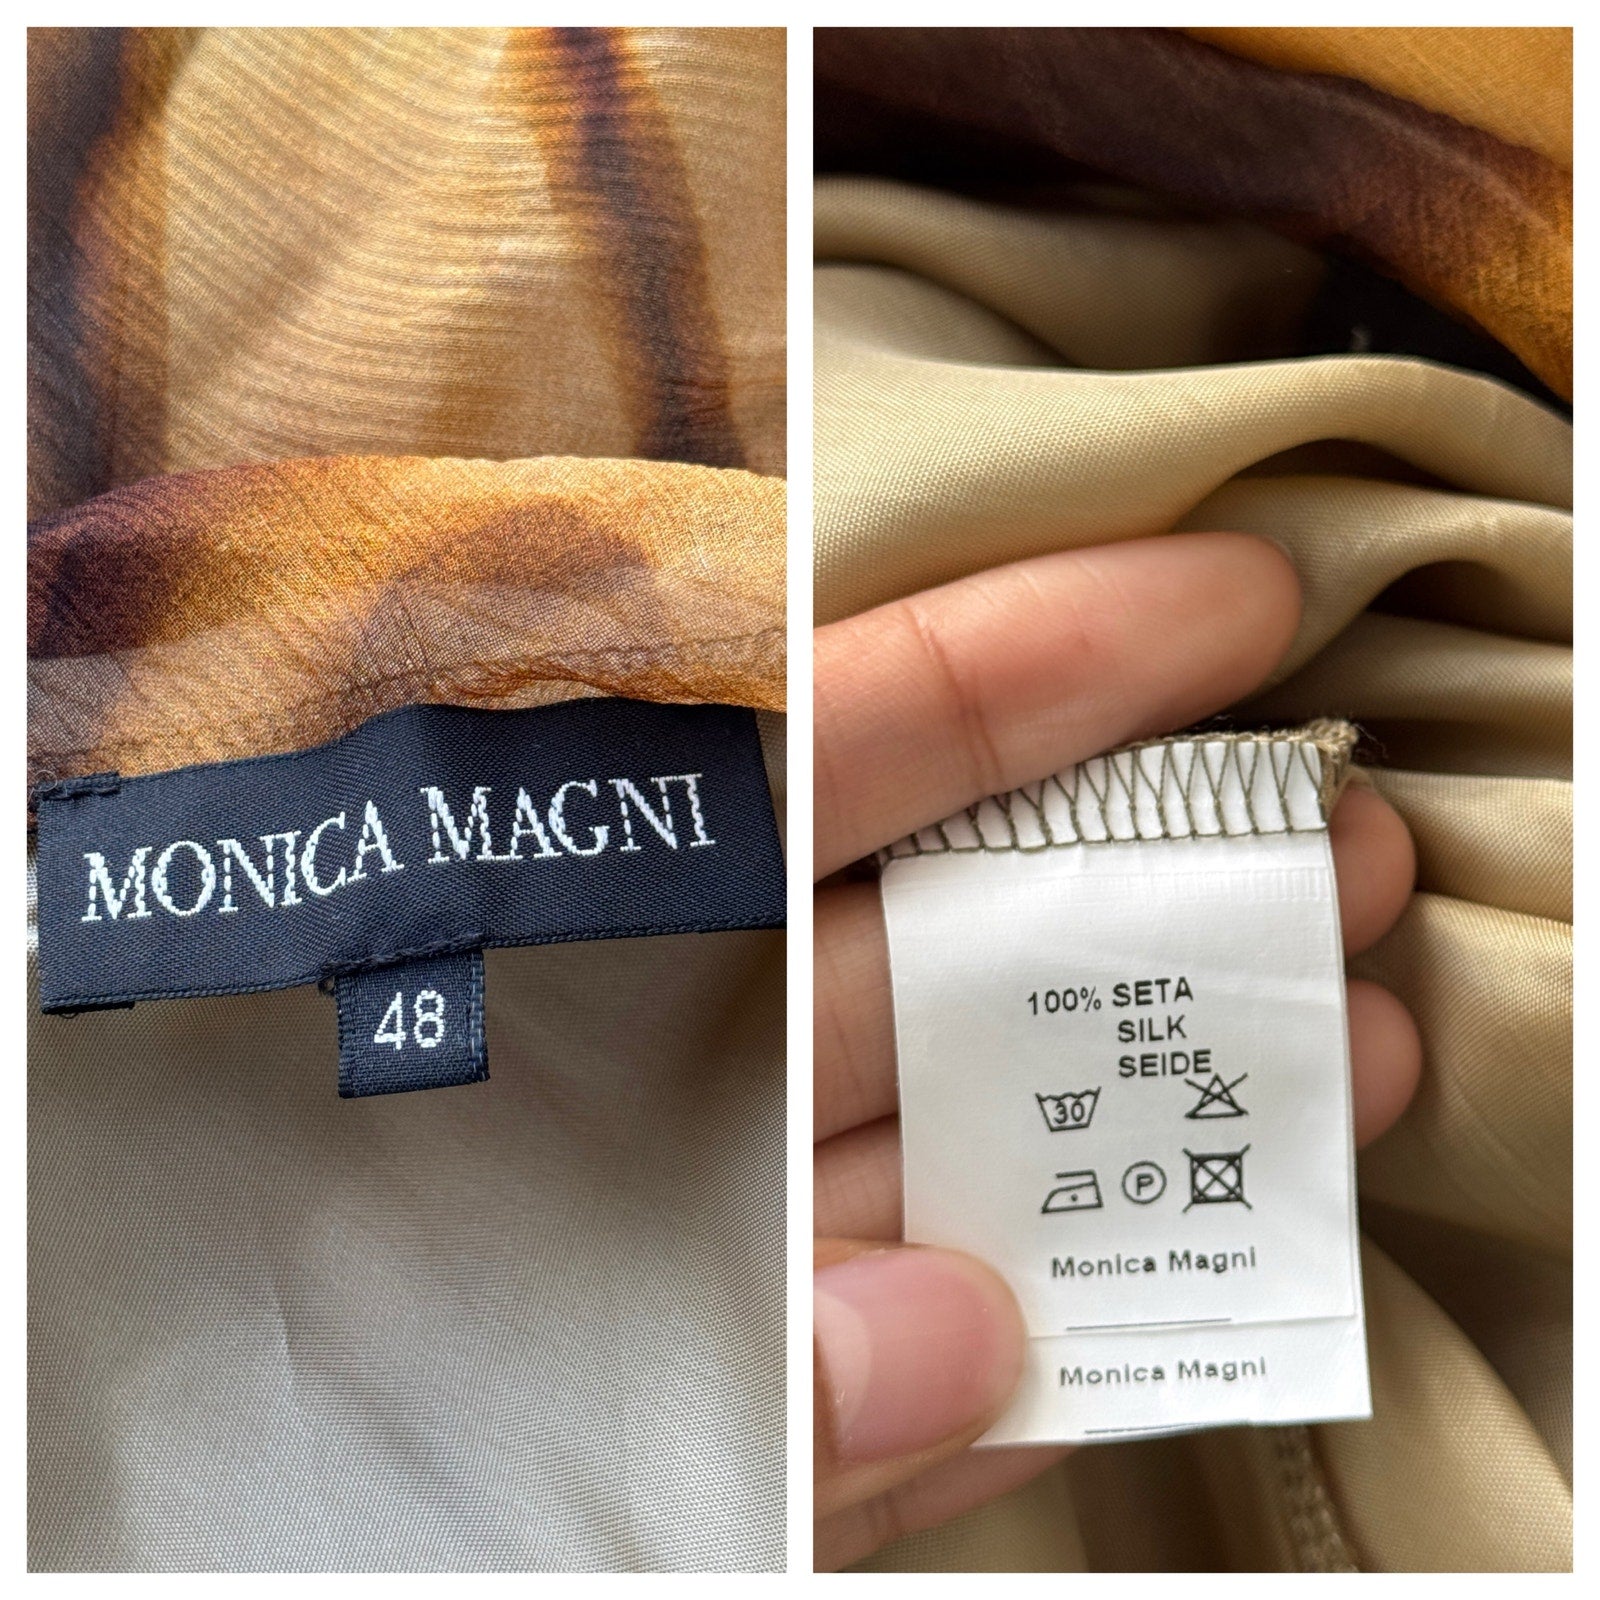 MONICA MAGNI
48
100% SETA
SILK
SEIDE
30
P
Monica Magni
Monica Magni